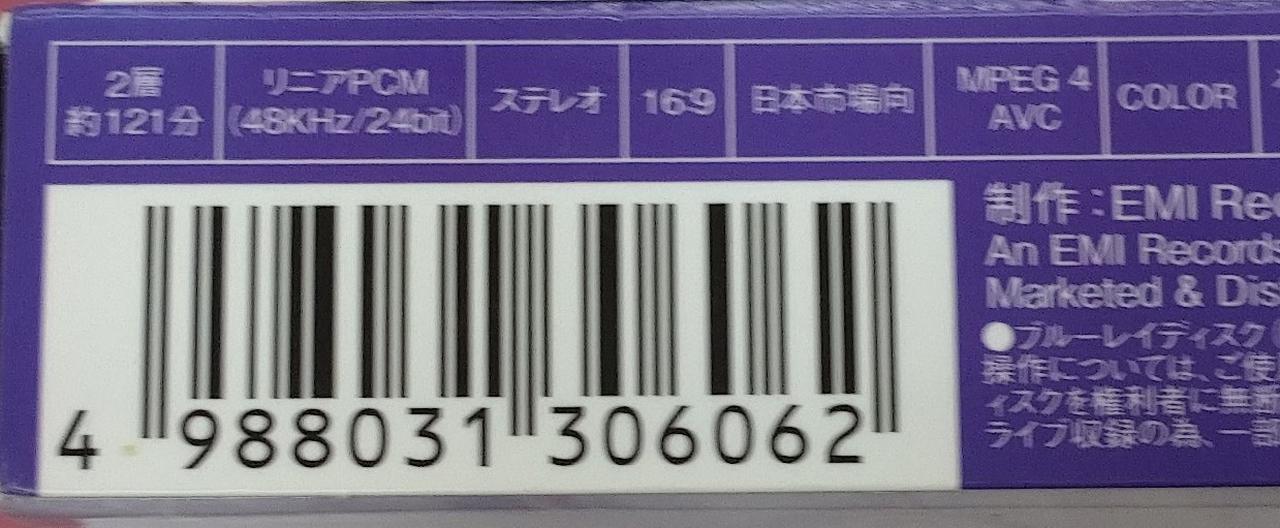 2層
約121分
リニアPCM
(48KHz/24bit)
ステレオ
16:9
日本市場向
MPEG 4
AVC
COLOR
4 988031 306062
制作：EMI Rec
An EMI Records
Marketed & Dis
●ブルーレイディスク
操作については、ご使
ィスクを権利者に無断
ライブ収録の為、一部